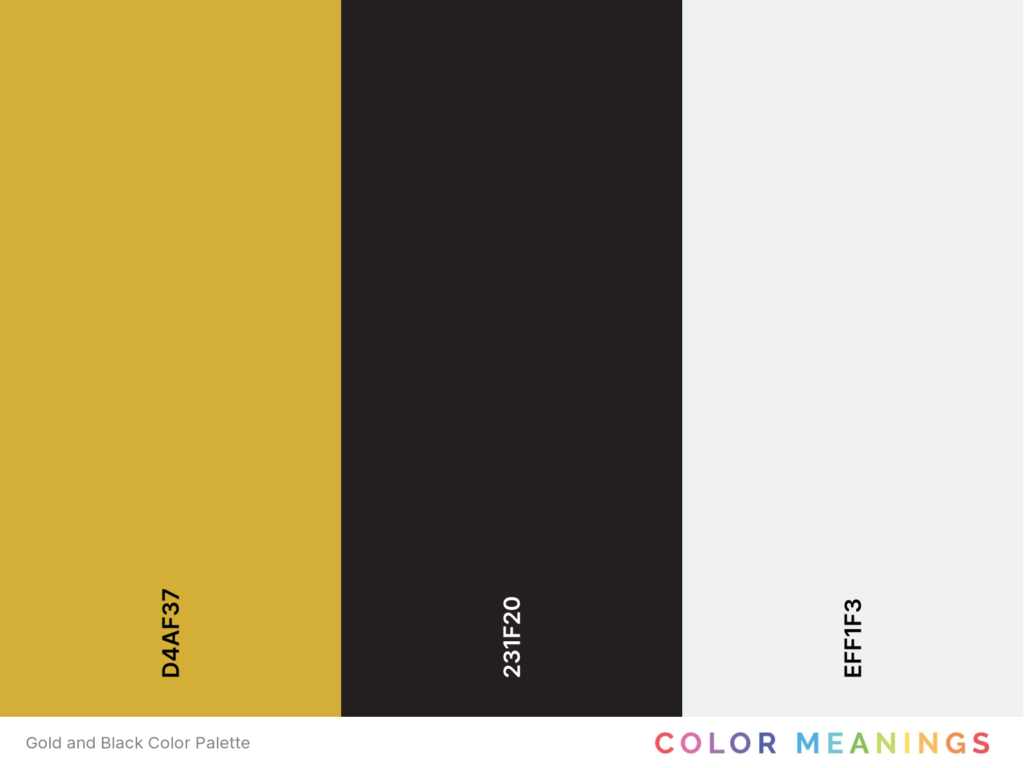 D4AF37
231F20
EFF1F3
Gold and Black Color Palette
COLOR MEANINGS